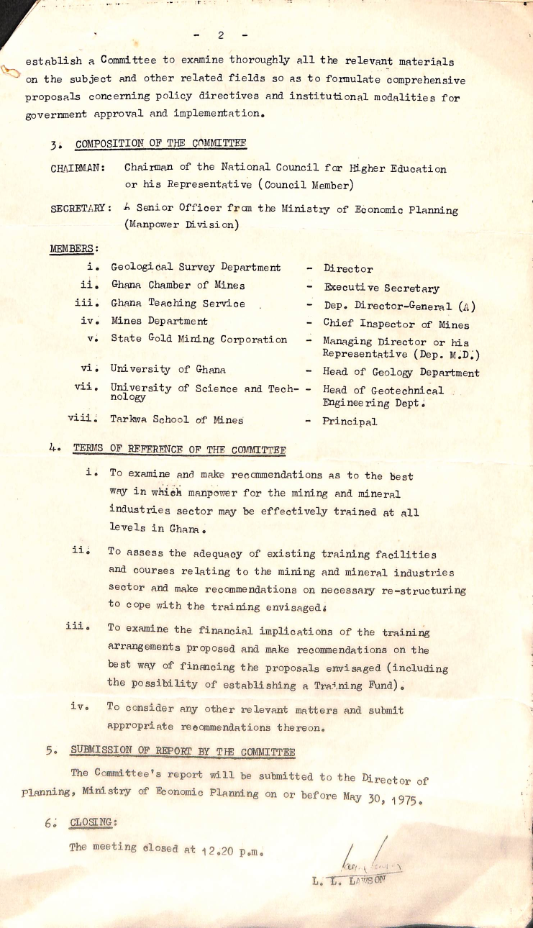 - 2 -
establish a Committee to examine thoroughly all the relevant materials
on the subject and other related fields so as to formulate comprehensive
proposals concerning policy directives and institutional modalities for
government approval and implementation.
3. COMPOSITION OF THE COMMITTEE
CHAIRMAN: Chairman of the National Council for Higher Education
or his Representative (Council Member)
SECRETARY: A Senior Officer from the Ministry of Economic Planning
(Manpower Division)
MEMBERS:
i. Geological Survey Department - Director
ii. Ghana Chamber of Mines - Executive Secretary
iii. Ghana Teaching Service - Dep. Director-General (A)
iv. Mines Department - Chief Inspector of Mines
v. State Gold Mining Corporation - Managing Director or his
Representative (Dep. M.D.)
vi. University of Ghana - Head of Geology Department
vii. University of Science and Tech- - Head of Geotechnical
nology Engineering Dept.
viii. Tarkwa School of Mines - Principal
4. TERMS OF REFERENCE OF THE COMMITTEE
i. To examine and make recommendations as to the best
way in which manpower for the mining and mineral
industries sector may be effectively trained at all
levels in Ghana.
ii. To assess the adequacy of existing training facilities
and courses relating to the mining and mineral industries
sector and make recommendations on necessary re-structuring
to cope with the training envisaged.
iii. To examine the financial implications of the training
arrangements proposed and make recommendations on the
best way of financing the proposals envisaged (including
the possibility of establishing a Training Fund).
iv. To consider any other relevant matters and submit
appropriate recommendations thereon.
5. SUBMISSION OF REPORT BY THE COMMITTEE
The Committee's report will be submitted to the Director of
Planning, Ministry of Economic Planning on or before May 30, 1975.
6. CLOSING:
The meeting closed at 12.20 p.m.
L. L. LAWSON